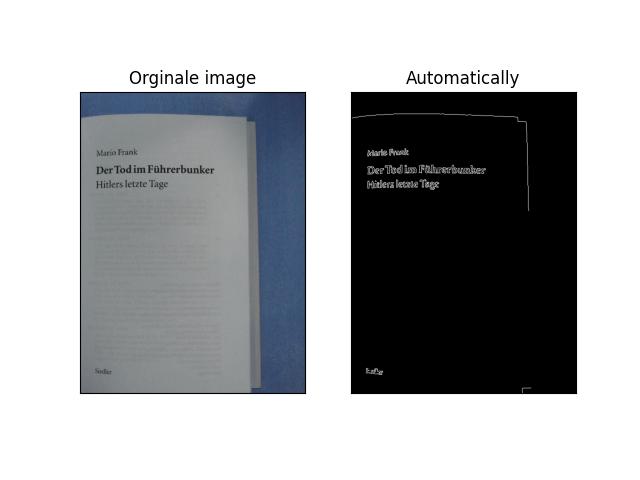 Orginale image
Automatically
Mario Frank
Der Tod im Führerbunker
Hitlers letzte Tage
Siedler
Mario Frank
Der Tod im Führerbunker
Hitlers letzte Tage